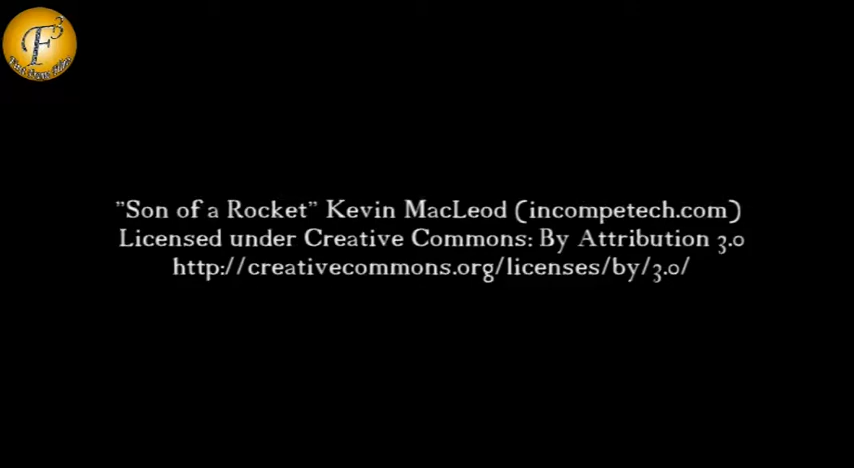 F3
"Son of a Rocket" Kevin MacLeod (incompetech.com)
Licensed under Creative Commons: By Attribution 3.0
http://creativecommons.org/licenses/by/3.0/